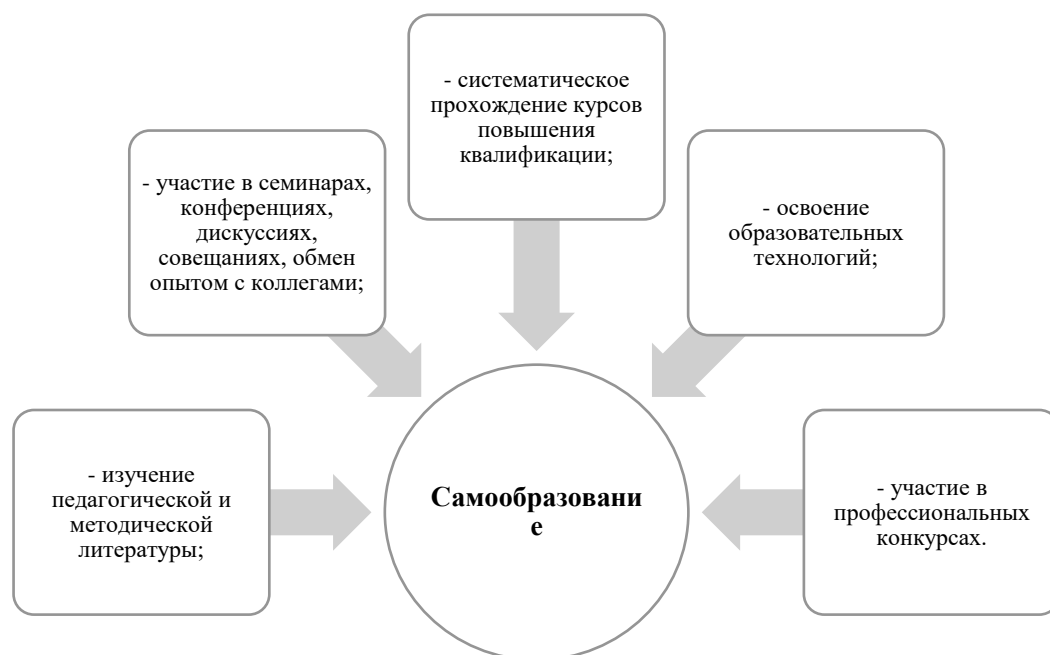 - систематическое
прохождение курсов
повышения
квалификации;
- участие в семинарах,
конференциях,
дискуссиях,
совещаниях, обмен
опытом с коллегами;
- освоение
образовательных
технологий;
- изучение
педагогической и
методической
литературы;
Самообразовани
е
- участие в
профессиональных
конкурсах.